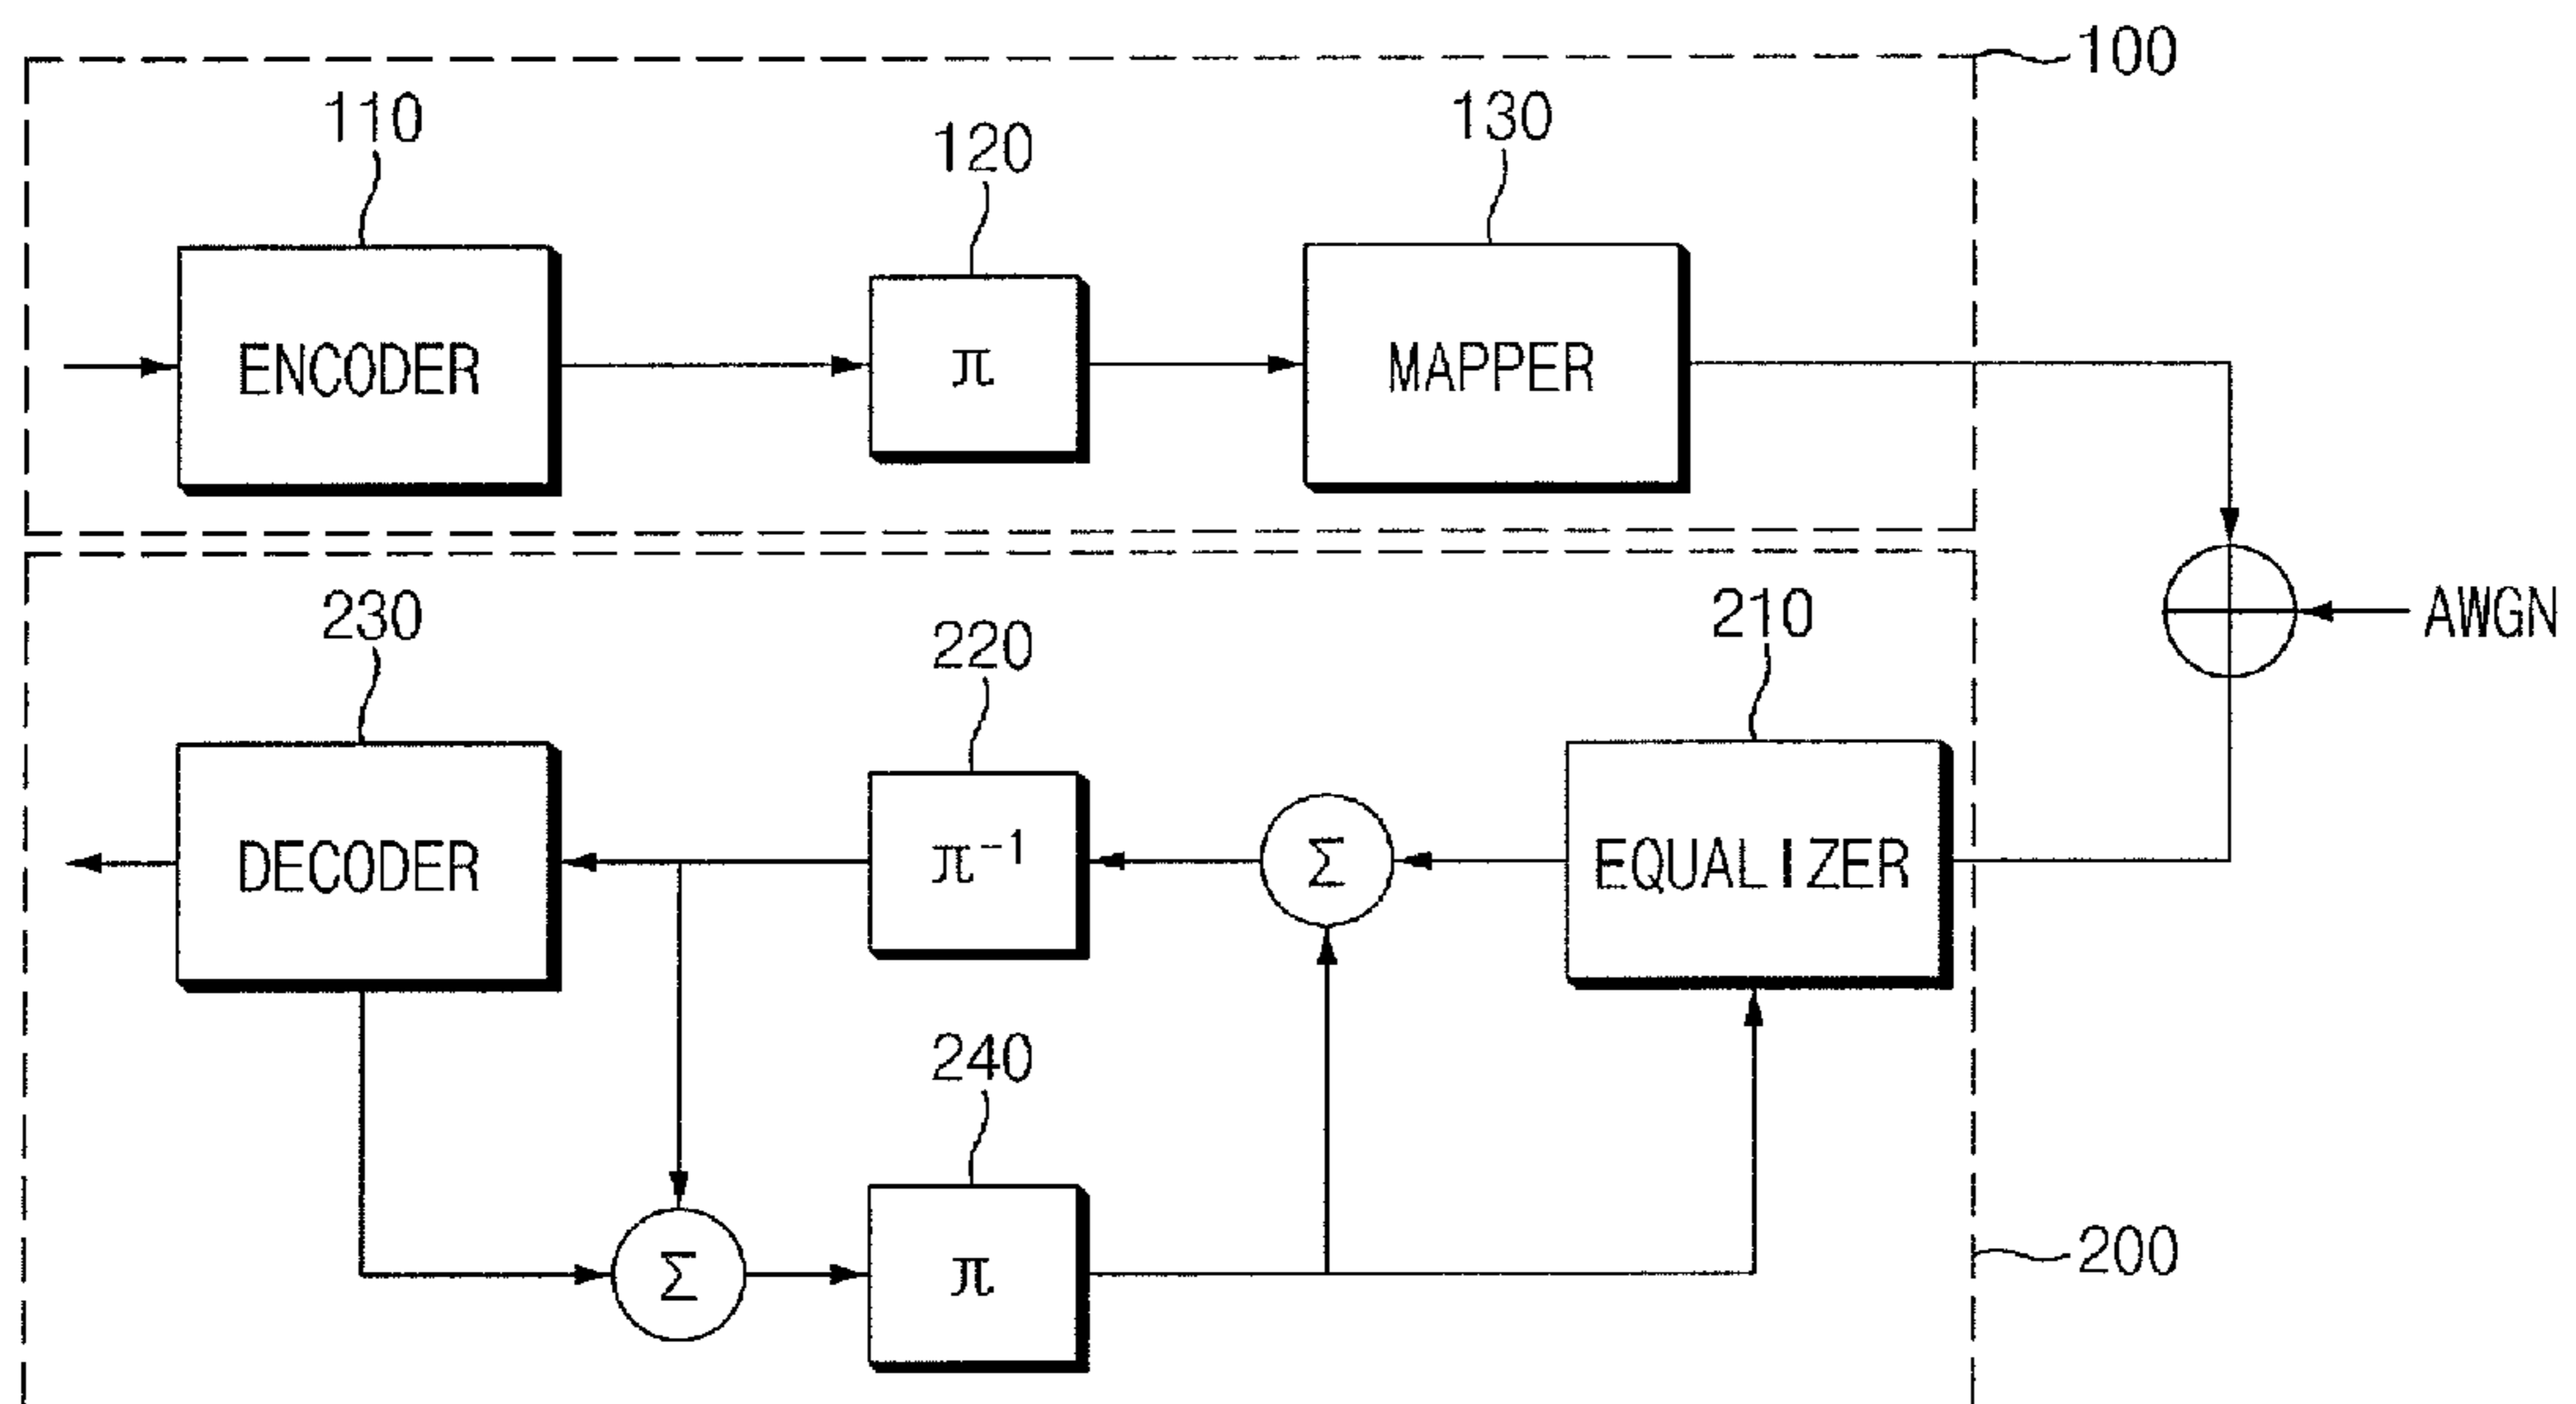 100
110
120
130
ENCODER
π
MAPPER
AWGN
230
220
210
DECODER
π⁻¹
Σ
EQUALIZER
240
Σ
π
200